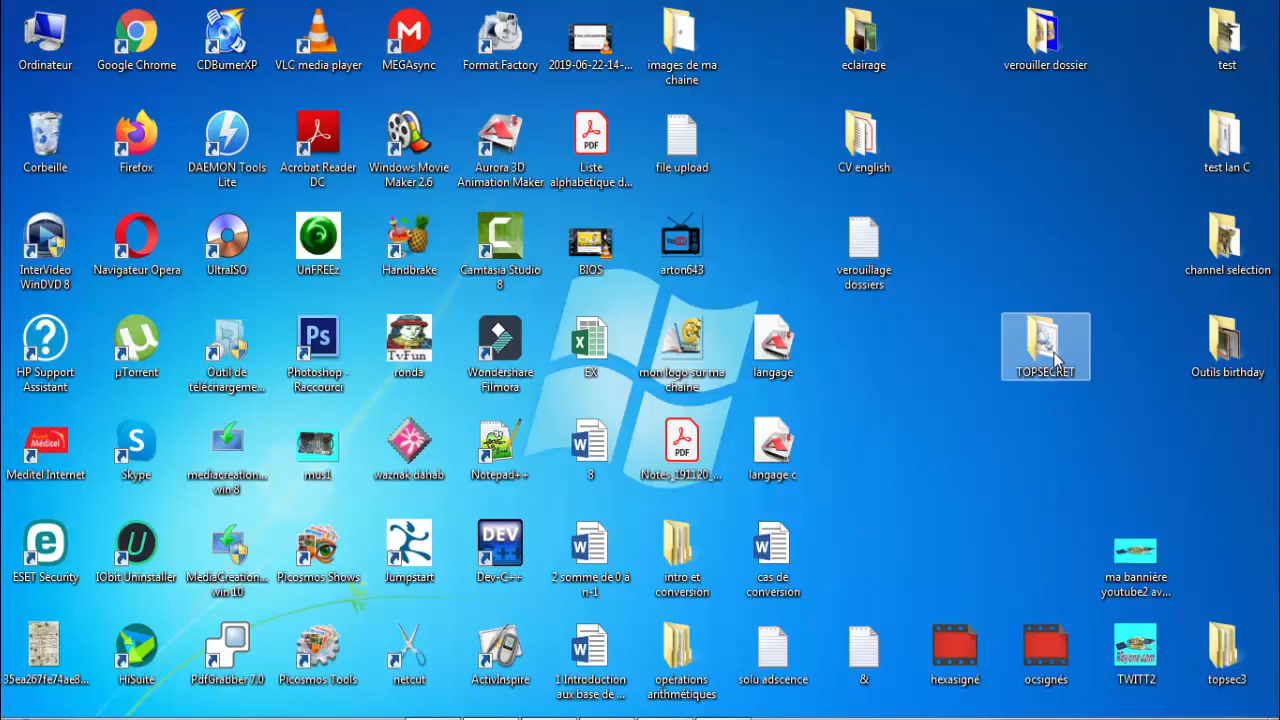 Ordinateur
Google Chrome
CDBurnerXP
VLC media player
MEGAsync
Format Factory
2019-06-22-14-...
images de ma
chaine
eclairage
verouiller dossier
test
Corbeille
Firefox
DAEMON Tools
Lite
Acrobat Reader
DC
Windows Movie
Maker 2.6
Aurora 3D
Animation Maker
PDF
Liste
alphabétique d...
file upload
CV english
test lan C
InterVideo
WinDVD 8
Navigateur Opera
UltraISO
UnFREEz
Handbrake
Camtasia Studio
8
BIOS
arton643
verouillage
dossiers
channel selection
HP Support
Assistant
µTorrent
Outil de
téléchargeme...
Ps
Photoshop -
Raccourci
TvFun
ronda
Wondershare
Filmora
EX
mon logo sur ma
chaine
langage
TOPSECRET
Outils birthday
Méditel
Meditel Internet
Skype
mediacreation...
win 8
mus1
waznak dahab
Notepad++
8
PDF
Notes_191120_...
langage c
ESET Security
IObit Uninstaller
MediaCreation...
win 10
Picosmos Shows
Jumpstart
DEV
C++
Dev-C++
2 somme de 0 à
n-1
intro et
conversion
cas de
conversion
ma bannière
youtube2 av...
35ea267fe74ae8...
HiSuite
PdfGrabber 7.0
Picosmos Tools
netcut
ActivInspire
1 Introduction
aux base de ...
opérations
arithmétiques
solu adscence
&
hexasigné
ocsignés
TWITT2
topsec3